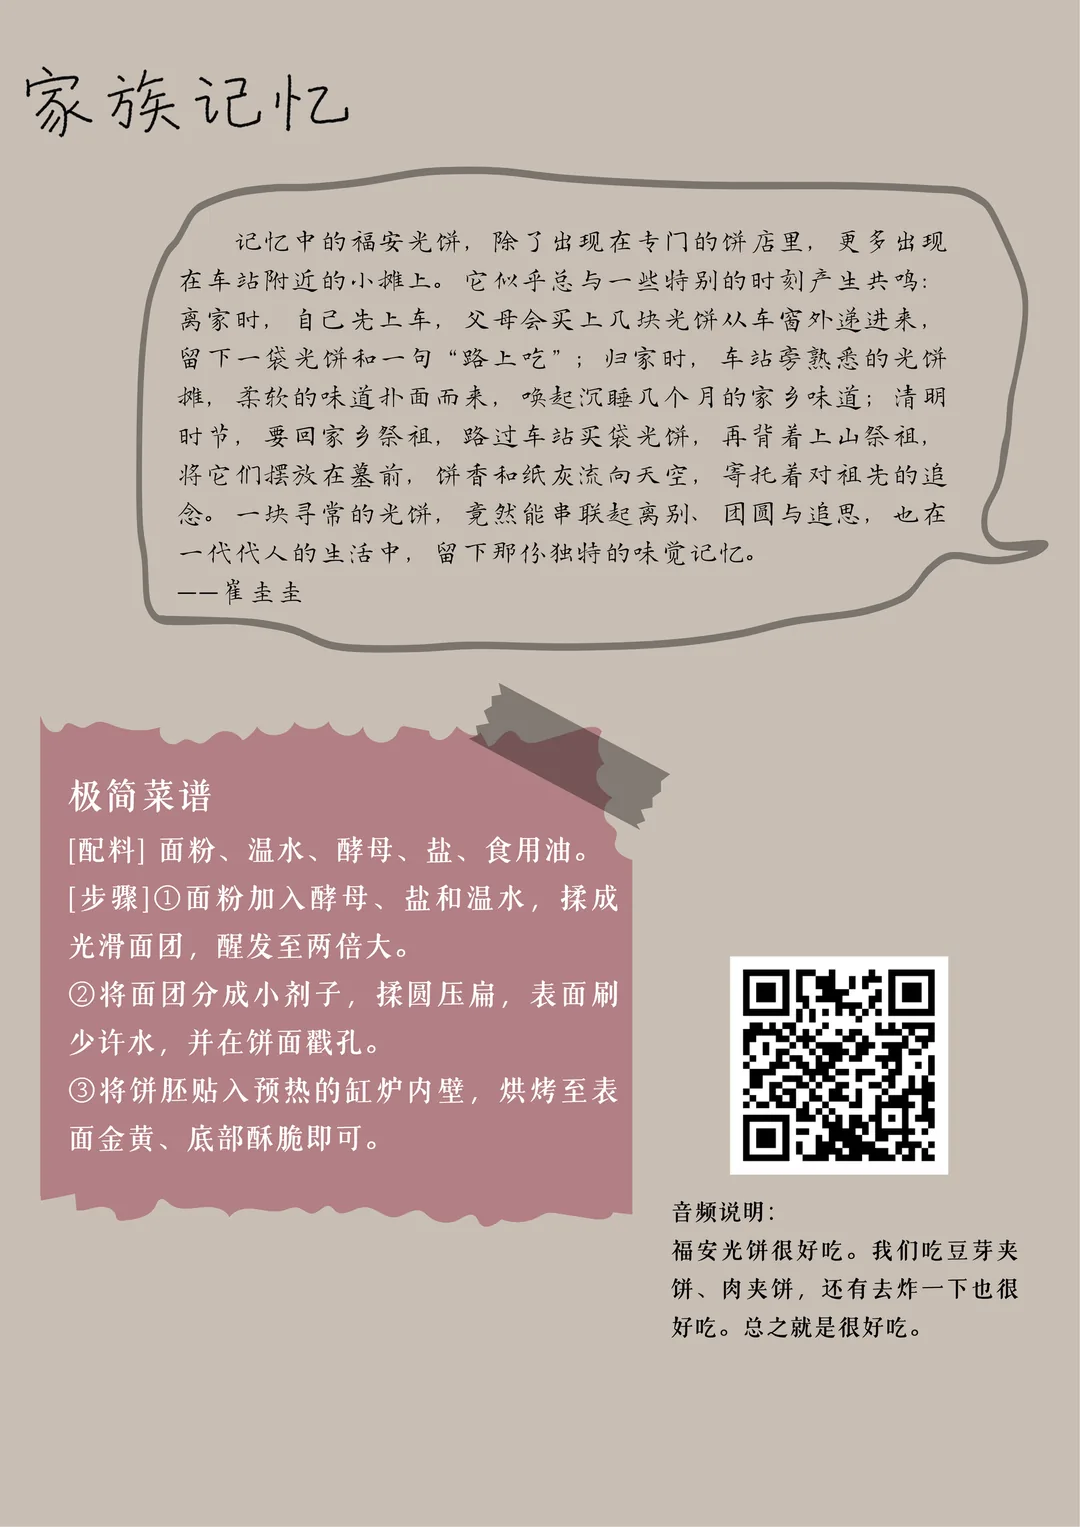 家族记忆
记忆中的福安光饼，除了出现在专门的饼店里，更多出现
在车站附近的小摊上。它似乎总与一些特别的时刻产生共鸣：
离家时，自己先上车，父母会买上几块光饼从车窗外递进来，
留下一袋光饼和一句“路上吃”；归家时，车站旁熟悉的光饼
摊，柔软的味道扑面而来，唤起沉睡几个月的家乡味道；清明
时节，要回家乡祭祖，路过车站买袋光饼，再背着上山祭祖，
将它们摆放在墓前，饼香和纸灰流向天空，寄托着对祖先的追
念。一块寻常的光饼，竟然能串联起离别、团圆与追思，也在
一代代人的生活中，留下那份独特的味觉记忆。
——崔圭圭
极简菜谱
[配料] 面粉、温水、酵母、盐、食用油。
[步骤]①面粉加入酵母、盐和温水，揉成
光滑面团，醒发至两倍大。
②将面团分成小剂子，揉圆压扁，表面刷
少许水，并在饼面戳孔。
③将饼胚贴入预热的缸炉内壁，烘烤至表
面金黄、底部酥脆即可。
音频说明：
福安光饼很好吃。我们吃豆芽夹
饼、肉夹饼，还有去炸一下也很
好吃。总之就是很好吃。